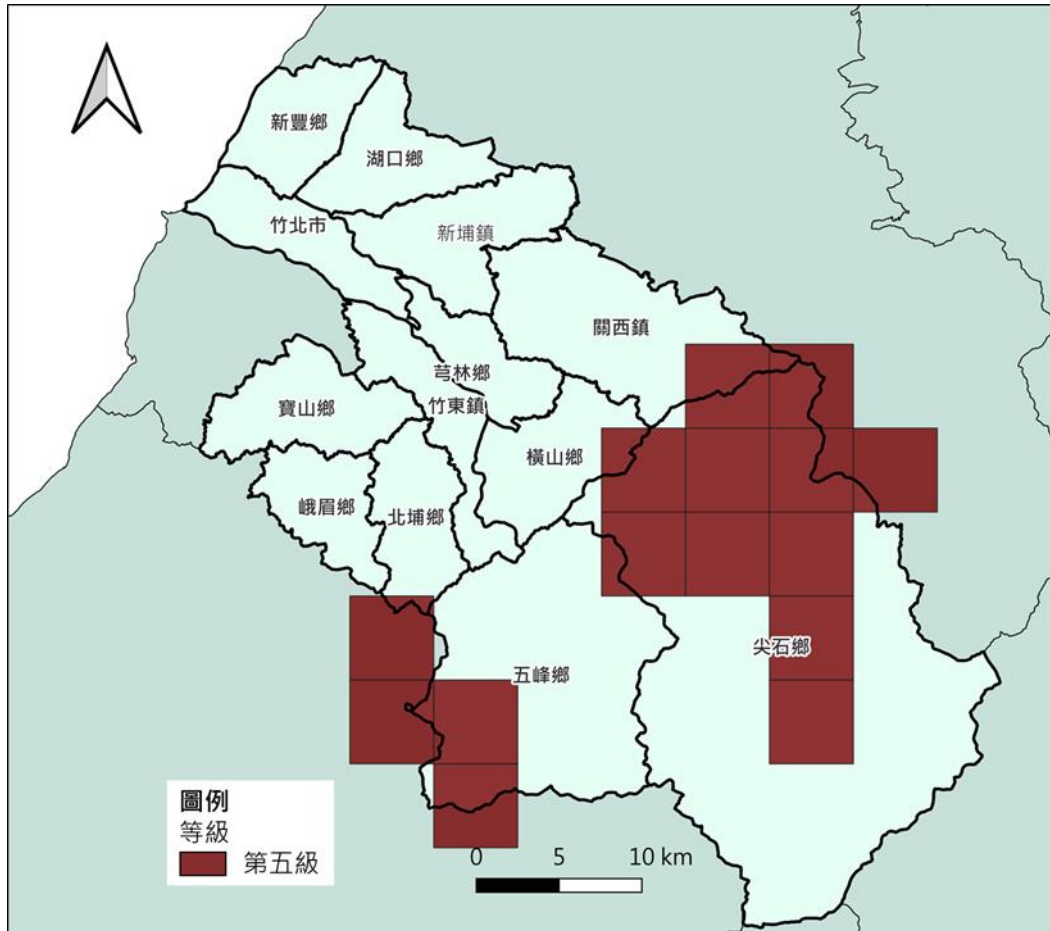 新豐鄉
湖口鄉
竹北市
新埔鎮
關西鎮
芎林鄉
竹東鎮
寶山鄉
橫山鄉
峨眉鄉
北埔鄉
尖石鄉
五峰鄉
圖例
等級
第五級
0 5 10 km